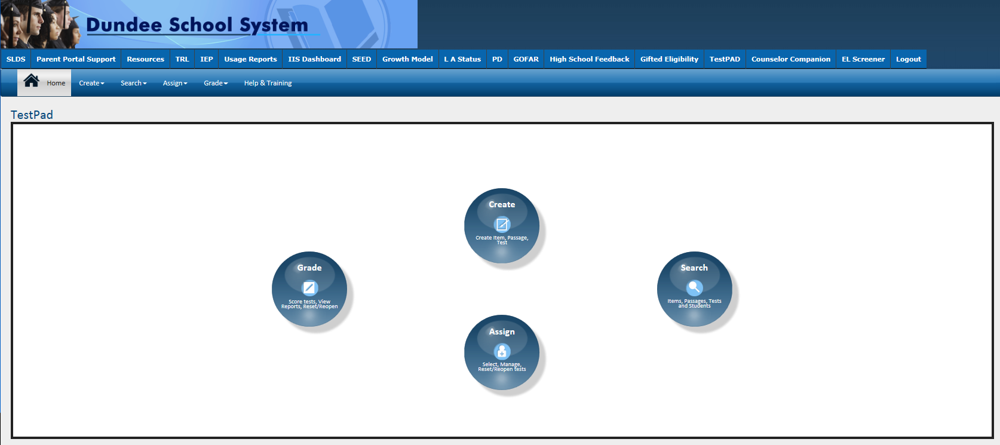 Dundee School System
SLDS Parent Portal Support Resources TRL IEP Usage Reports IIS Dashboard SEED Growth Model L A Status PD GOFAR High School Feedback Gifted Eligibility TestPAD Counselor Companion EL Screener Logout
Home Create Search Assign Grade Help & Training
TestPad
Create
Create Item, Passage,
Test
Grade
Score tests, View
Reports, Reset/Reopen
Search
Items, Passages, Tests
and Students
Assign
Select, Manage,
Reset/Reopen tests